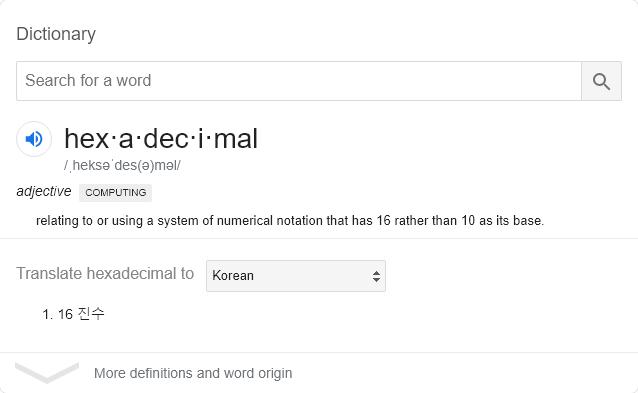 Dictionary
Search for a word
hex·a·dec·i·mal
/ˌheksəˈdes(ə)məl/
adjective COMPUTING
relating to or using a system of numerical notation that has 16 rather than 10 as its base.
Translate hexadecimal to Korean
1. 16 진수
More definitions and word origin